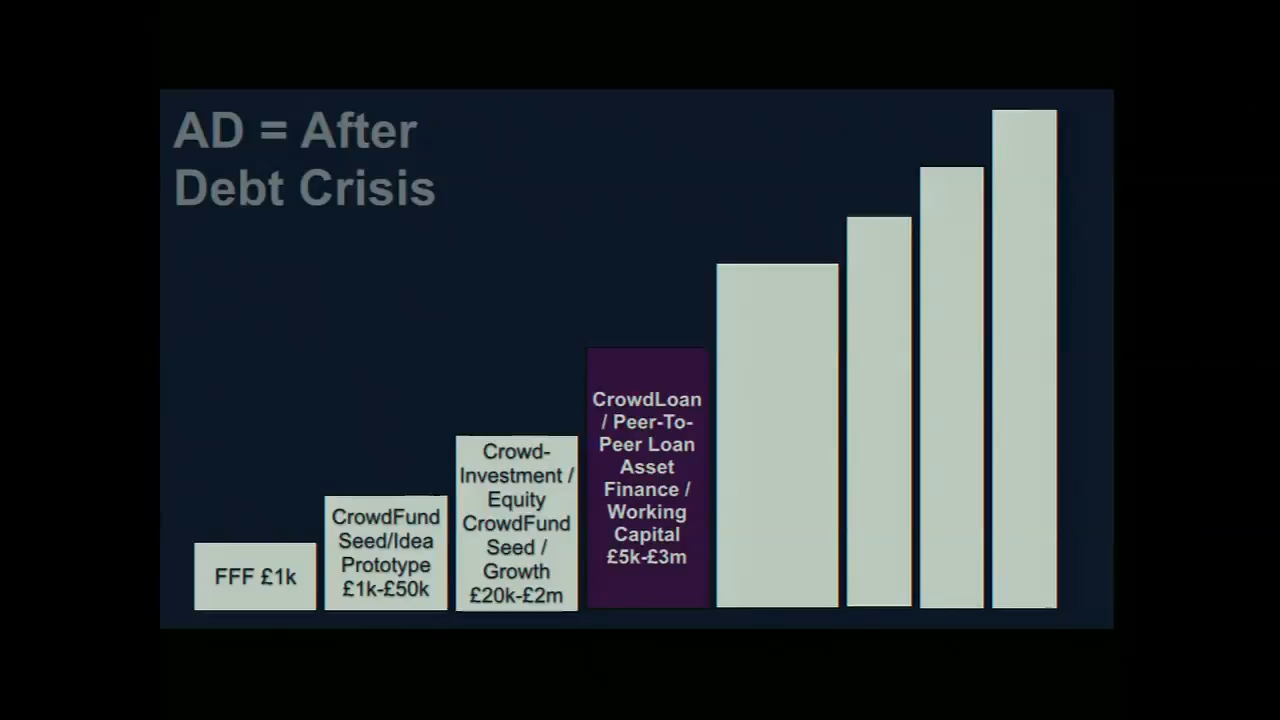 AD = After
Debt Crisis
FFF £1k
CrowdFund
Seed/Idea
Prototype
£1k-£50k
Crowd-
Investment /
Equity
CrowdFund
Seed /
Growth
£20k-£2m
CrowdLoan
/ Peer-To-
Peer Loan
Asset
Finance /
Working
Capital
£5k-£3m